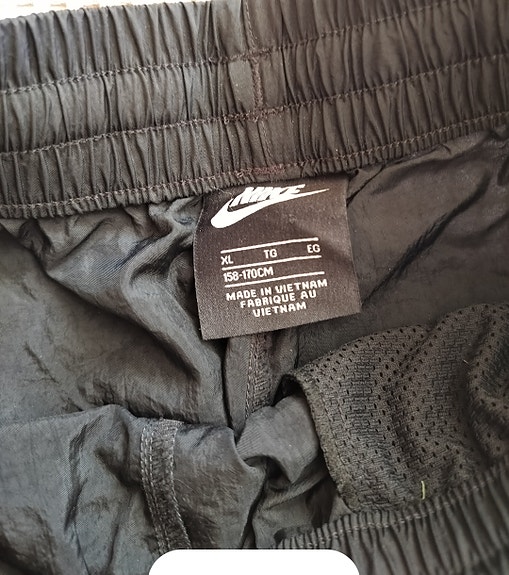 NIKE
XL TG EG
158-170CM
MADE IN VIETNAM
FABRIQUE AU
VIETNAM